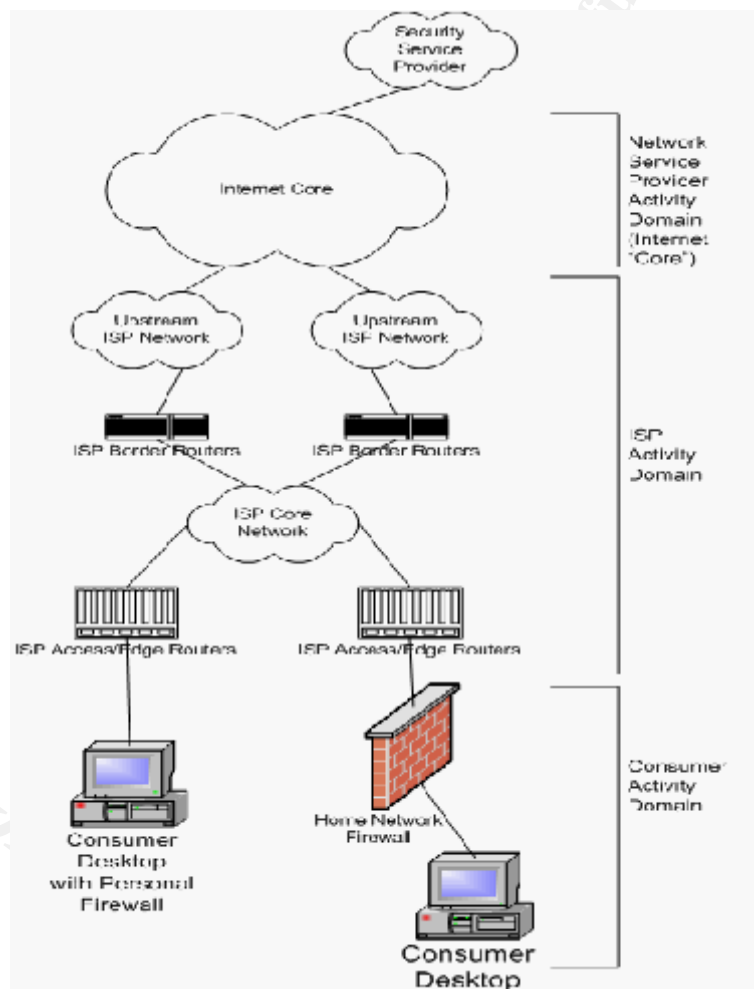 Security
Service
Provider
Internet Core
Network
Service
Provider
Activity
Domain
(Internet
"Core")
Upstream
ISP Network
Upstream
ISP Network
ISP Border Routers
ISP Border Routers
ISP
Activity
Domain
ISP Core
Network
ISP Access/Edge Routers
ISP Access/Edge Routers
Consumer
Activity
Domain
Home Network
Firewall
Consumer
Desktop
with Personal
Firewall
Consumer
Desktop